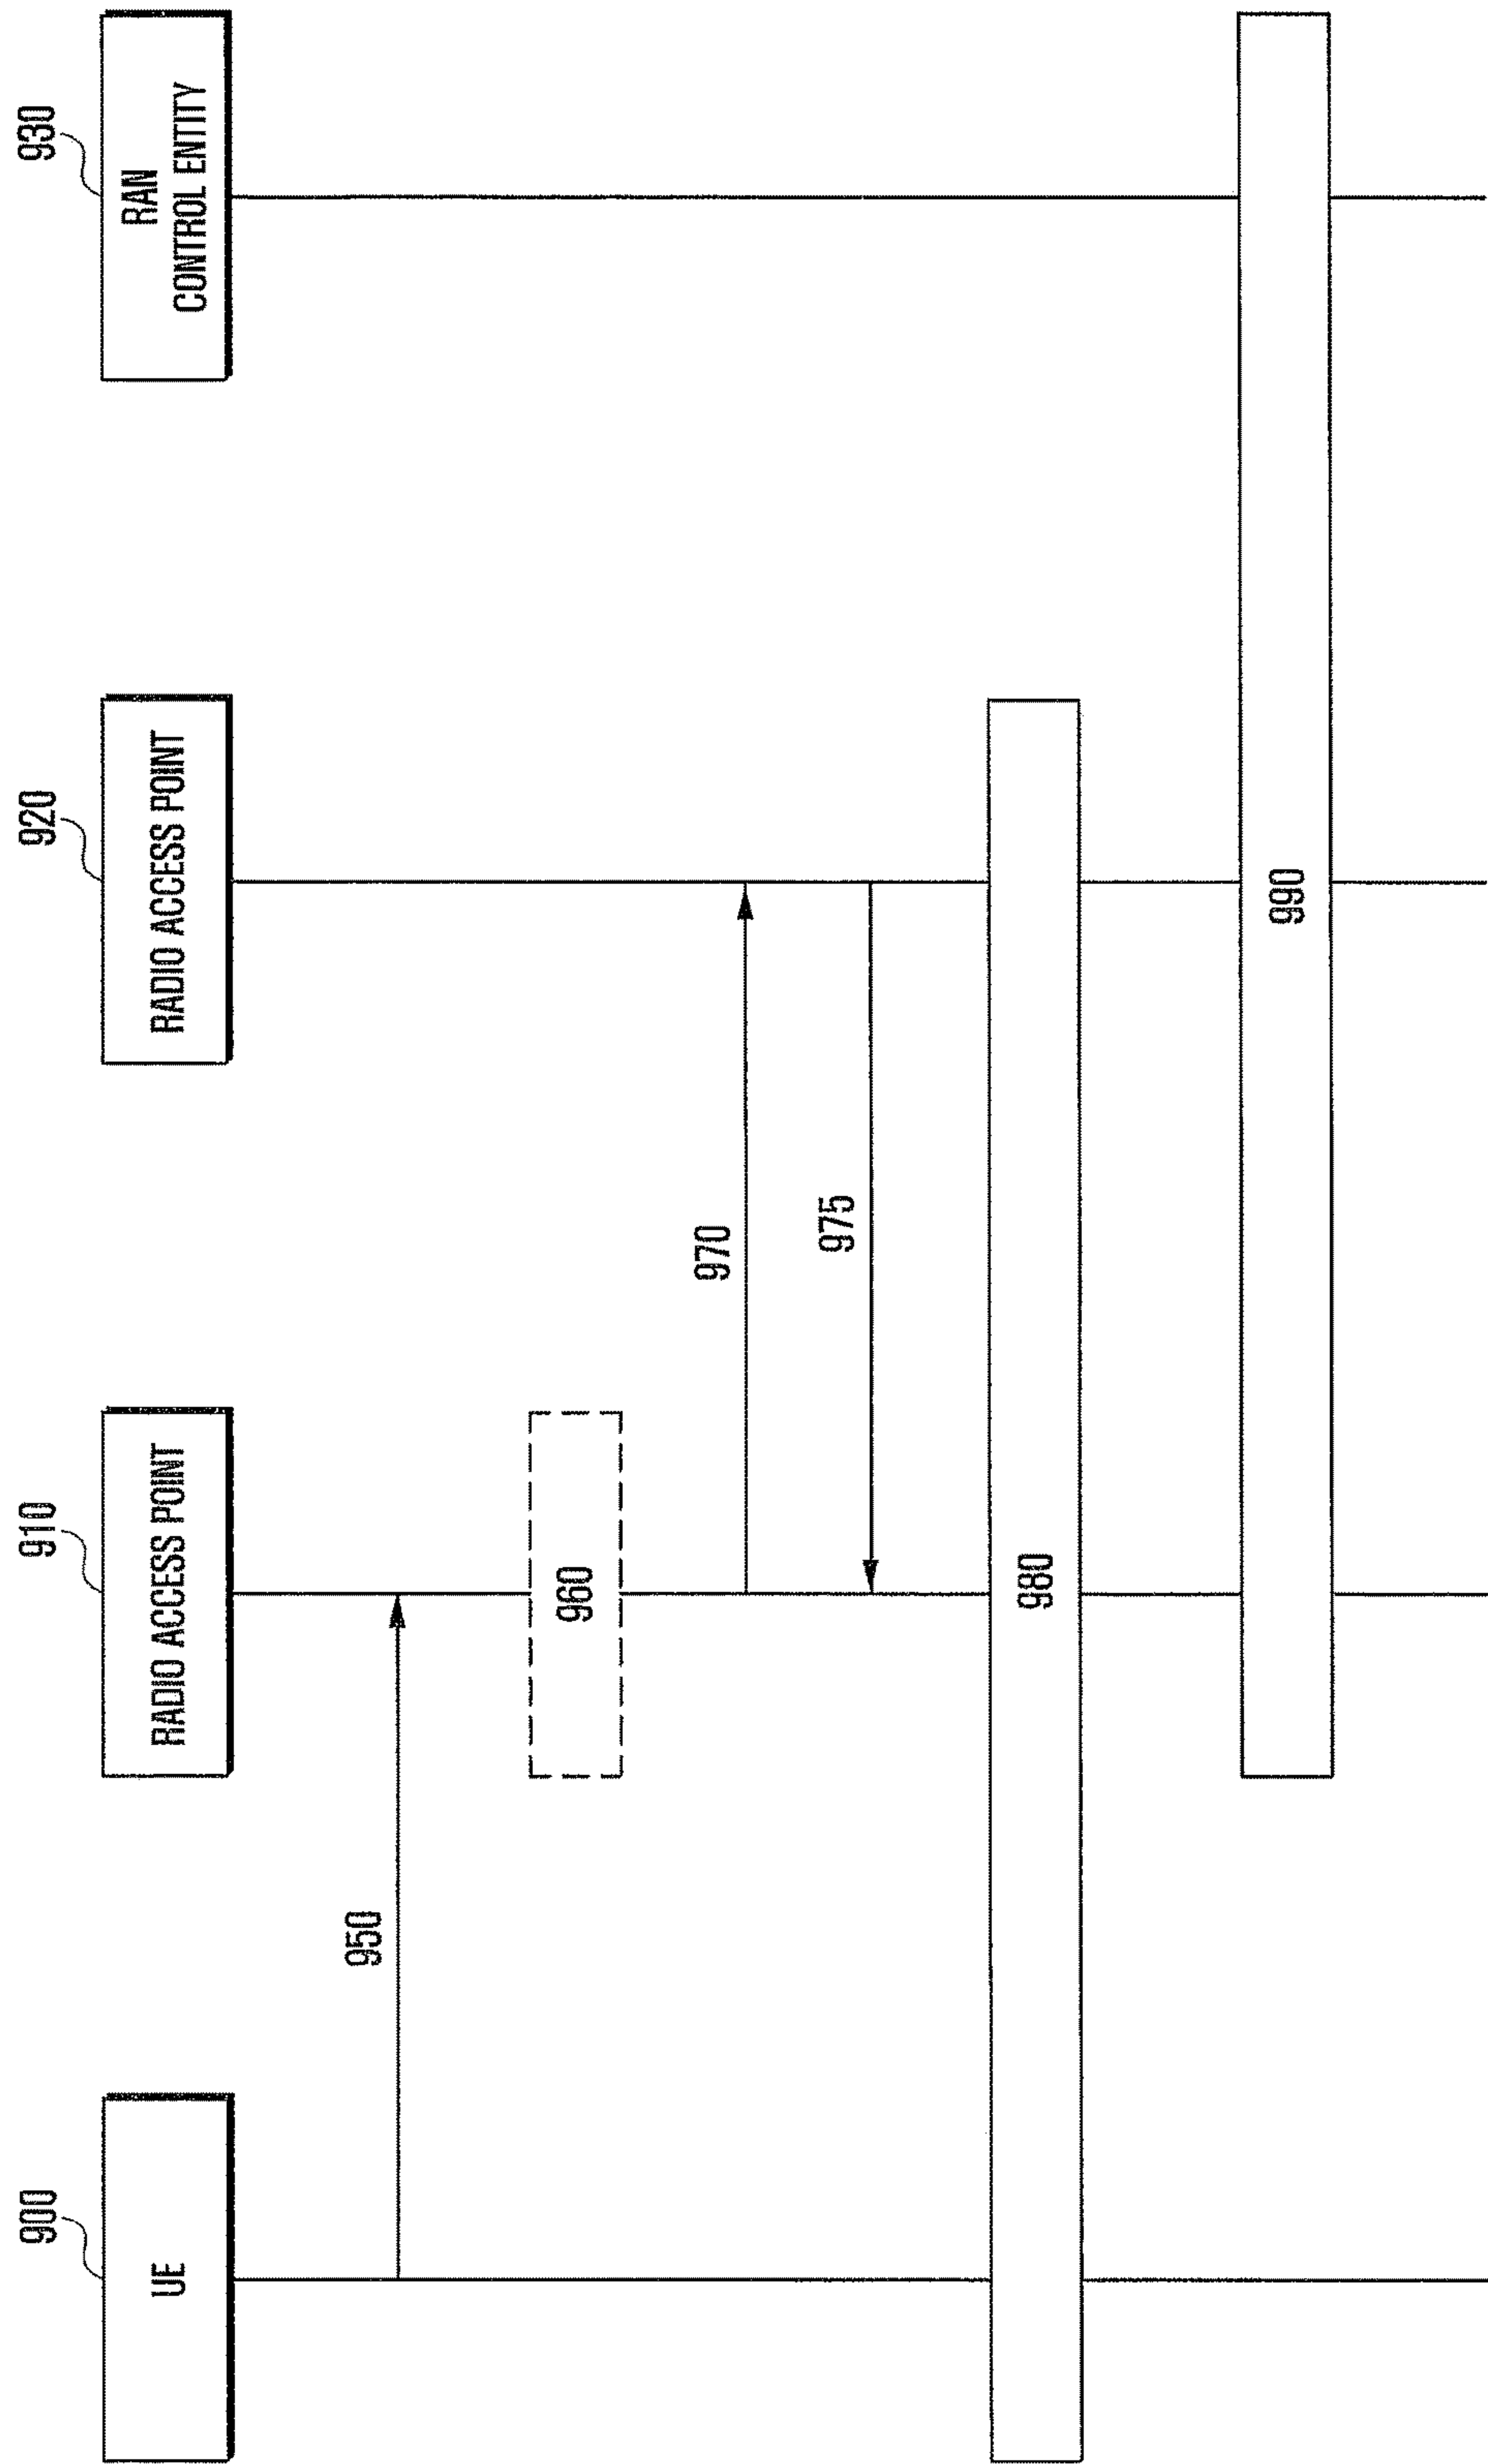 900
UE
910
RADIO ACCESS POINT
920
RADIO ACCESS POINT
930
RAN
CONTROL ENTITY
950
960
970
975
980
990